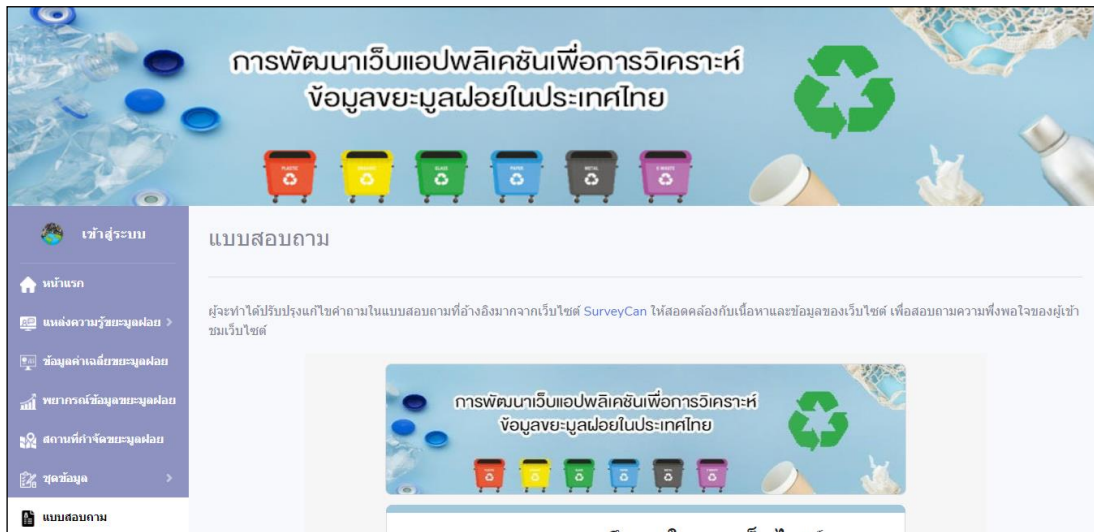 การพัฒนาเว็บแอปพลิเคชันเพื่อการวิเคราะห์
ข้อมูลขยะมูลฝอยในประเทศไทย
PLASTIC
GLASS
PAPER
METAL
E-WASTE
เข้าสู่ระบบ
หน้าแรก
แหล่งความรู้ขยะมูลฝอย >
ข้อมูลค่าเฉลี่ยขยะมูลฝอย
พยากรณ์ข้อมูลขยะมูลฝอย
สถานที่กำจัดขยะมูลฝอย
ชุดข้อมูล >
แบบสอบถาม
แบบสอบถาม
ผู้จะทำได้ปรับปรุงแก้ไขคำถามในแบบสอบถามที่อ้างอิงมากจากเว็บไซต์ SurveyCan ให้สอดคล้องกับเนื้อหาและข้อมูลของเว็บไซต์ เพื่อสอบถามความพึงพอใจของผู้เข้า
ชมเว็บไซต์
การพัฒนาเว็บแอปพลิเคชันเพื่อการวิเคราะห์
ข้อมูลขยะมูลฝอยในประเทศไทย